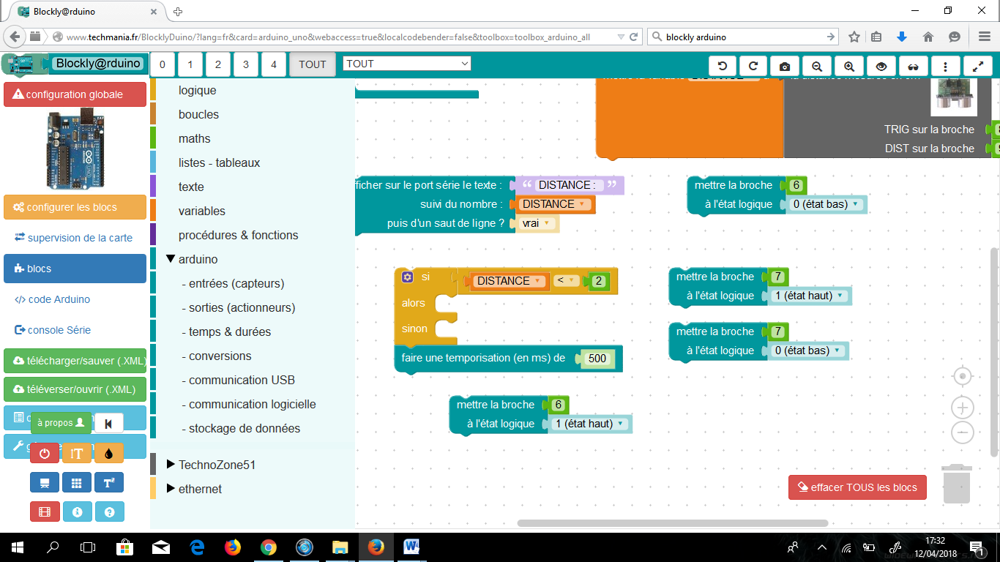 Blockly@rduino
www.techmania.fr/BlocklyDuino/?lang=fr&card=arduino_uno&webaccess=true&localcodebender=false&toolbox=toolbox_arduino_all
blockly arduino
Blockly@rduino
0 1 2 3 4 TOUT TOUT
configuration globale
configurer les blocs
supervision de la carte
blocs
code Arduino
console Série
télécharger/sauver (.XML)
téléverser/ouvrir (.XML)
à propos
logique
boucles
maths
listes - tableaux
texte
variables
procédures & fonctions
arduino
- entrées (capteurs)
- sorties (actionneurs)
- temps & durées
- conversions
- communication USB
- communication logicielle
- stockage de données
TechnoZone51
ethernet
TRIG sur la broche
DIST sur la broche
ficher sur le port série le texte : “ DISTANCE : ”
suivi du nombre : DISTANCE
puis d'un saut de ligne ? vrai
mettre la broche 6
à l'état logique 0 (état bas)
si DISTANCE < 2
alors
sinon
faire une temporisation (en ms) de 500
mettre la broche 7
à l'état logique 1 (état haut)
mettre la broche 7
à l'état logique 0 (état bas)
mettre la broche 6
à l'état logique 1 (état haut)
effacer TOUS les blocs
17:32
12/04/2018